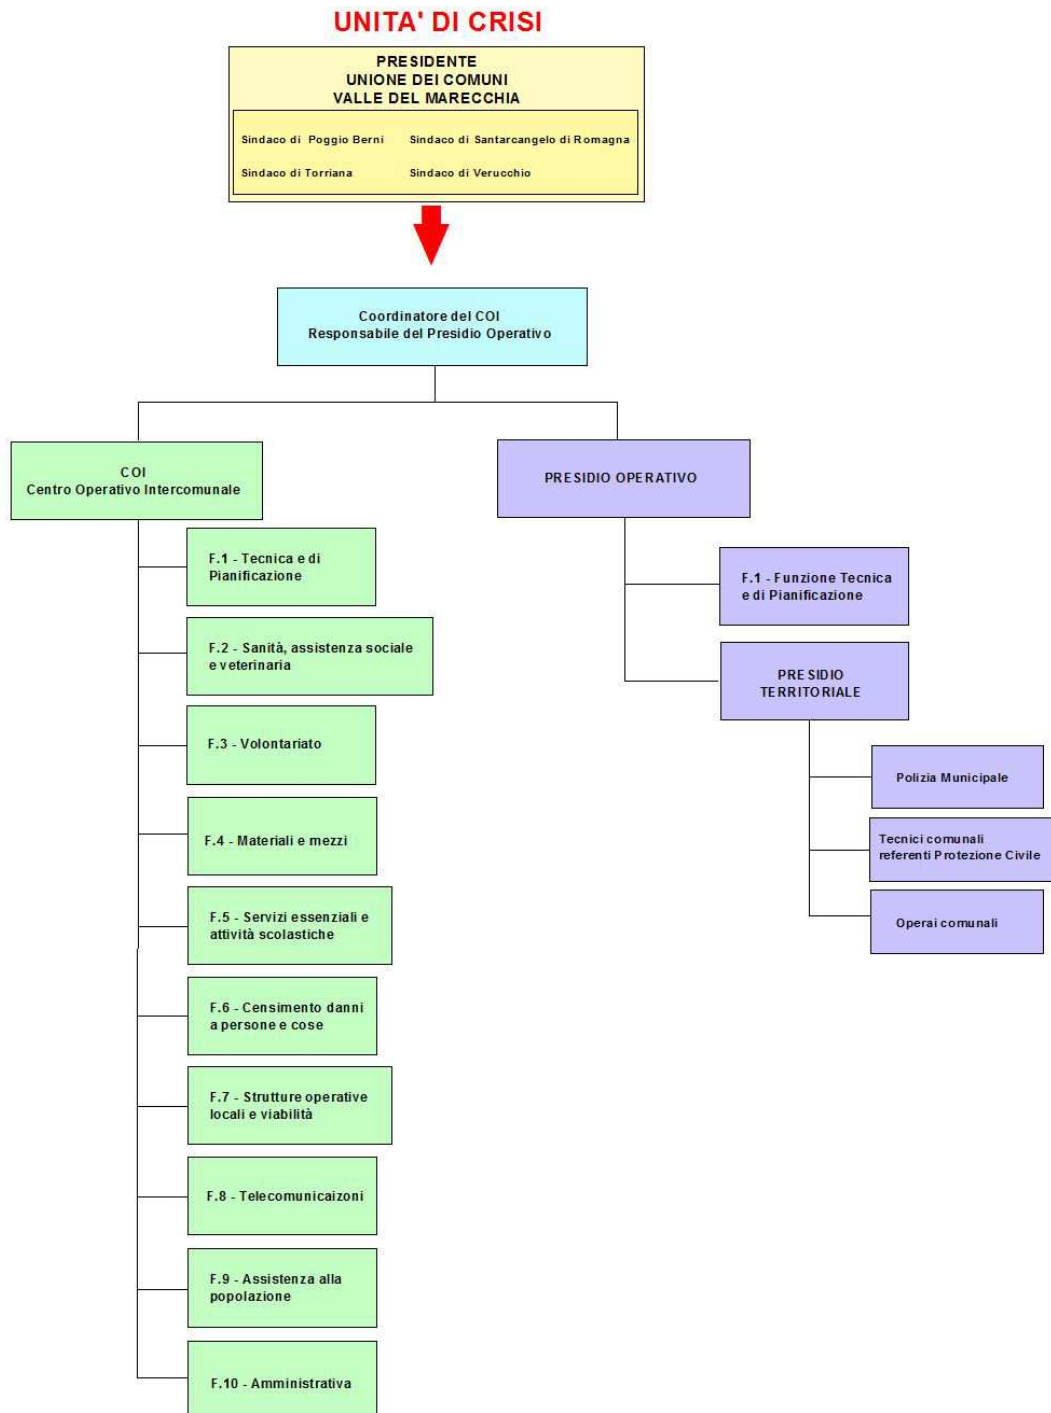 UNITA' DI CRISI
PRESIDENTE
UNIONE DEI COMUNI
VALLE DEL MARECCHIA
Sindaco di Poggio Berni
Sindaco di Santarcangelo di Romagna
Sindaco di Torriana
Sindaco di Verucchio
Coordinatore del COI
Responsabile del Presidio Operativo
COI
Centro Operativo Intercomunale
F.1 - Tecnica e di
Pianificazione
F.2 - Sanità, assistenza sociale
e veterinaria
F.3 - Volontariato
F.4 - Materiali e mezzi
F.5 - Servizi essenziali e
attività scolastiche
F.6 - Censimento danni
a persone e cose
F.7 - Strutture operative
locali e viabilità
F.8 - Telecomunicaizoni
F.9 - Assistenza alla
popolazione
F.10 - Amministrativa
PRESIDIO OPERATIVO
F.1 - Funzione Tecnica
e di Pianificazione
PRESIDIO
TERRITORIALE
Polizia Municipale
Tecnici comunali
referenti Protezione Civile
Operai comunali